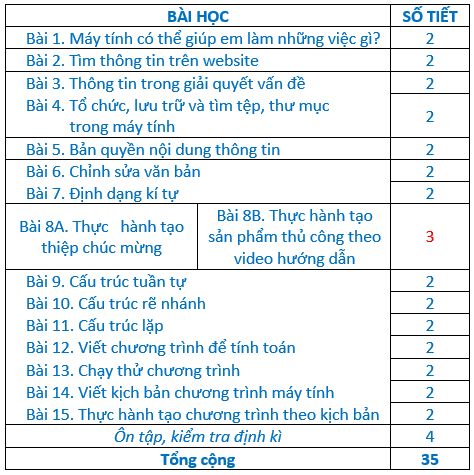 BÀI HỌC SỐ TIẾT
Bài 1. Máy tính có thể giúp em làm những việc gì? 2
Bài 2. Tìm thông tin trên website 2
Bài 3. Thông tin trong giải quyết vấn đề 2
Bài 4. Tổ chức, lưu trữ và tìm tệp, thư mục
trong máy tính 2
Bài 5. Bản quyền nội dung thông tin 2
Bài 6. Chỉnh sửa văn bản 2
Bài 7. Định dạng kí tự 2
Bài 8A. Thực hành tạo
thiệp chúc mừng
Bài 8B. Thực hành tạo
sản phẩm thủ công theo
video hướng dẫn
3
Bài 9. Cấu trúc tuần tự 2
Bài 10. Cấu trúc rẽ nhánh 2
Bài 11. Cấu trúc lặp 2
Bài 12. Viết chương trình để tính toán 2
Bài 13. Chạy thử chương trình 2
Bài 14. Viết kịch bản chương trình máy tính 2
Bài 15. Thực hành tạo chương trình theo kịch bản 2
Ôn tập, kiểm tra định kì 4
Tổng cộng 35